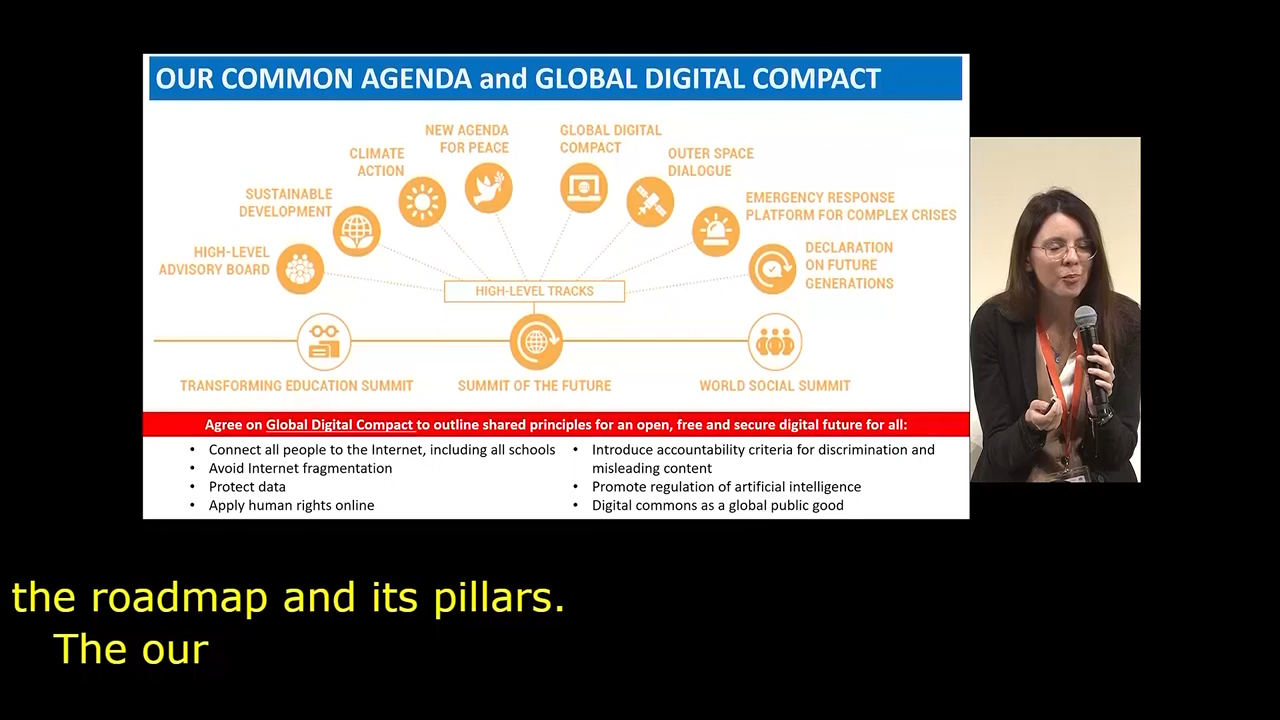 OUR COMMON AGENDA and GLOBAL DIGITAL COMPACT
NEW AGENDA
FOR PEACE
GLOBAL DIGITAL
COMPACT
CLIMATE
ACTION
OUTER SPACE
DIALOGUE
SUSTAINABLE
DEVELOPMENT
EMERGENCY RESPONSE
PLATFORM FOR COMPLEX CRISES
HIGH-LEVEL
ADVISORY BOARD
DECLARATION
ON FUTURE
GENERATIONS
HIGH-LEVEL TRACKS
TRANSFORMING EDUCATION SUMMIT
SUMMIT OF THE FUTURE
WORLD SOCIAL SUMMIT
Agree on Global Digital Compact to outline shared principles for an open, free and secure digital future for all:
• Connect all people to the Internet, including all schools
• Avoid Internet fragmentation
• Protect data
• Apply human rights online
• Introduce accountability criteria for discrimination and
misleading content
• Promote regulation of artificial intelligence
• Digital commons as a global public good
the roadmap and its pillars.
The our